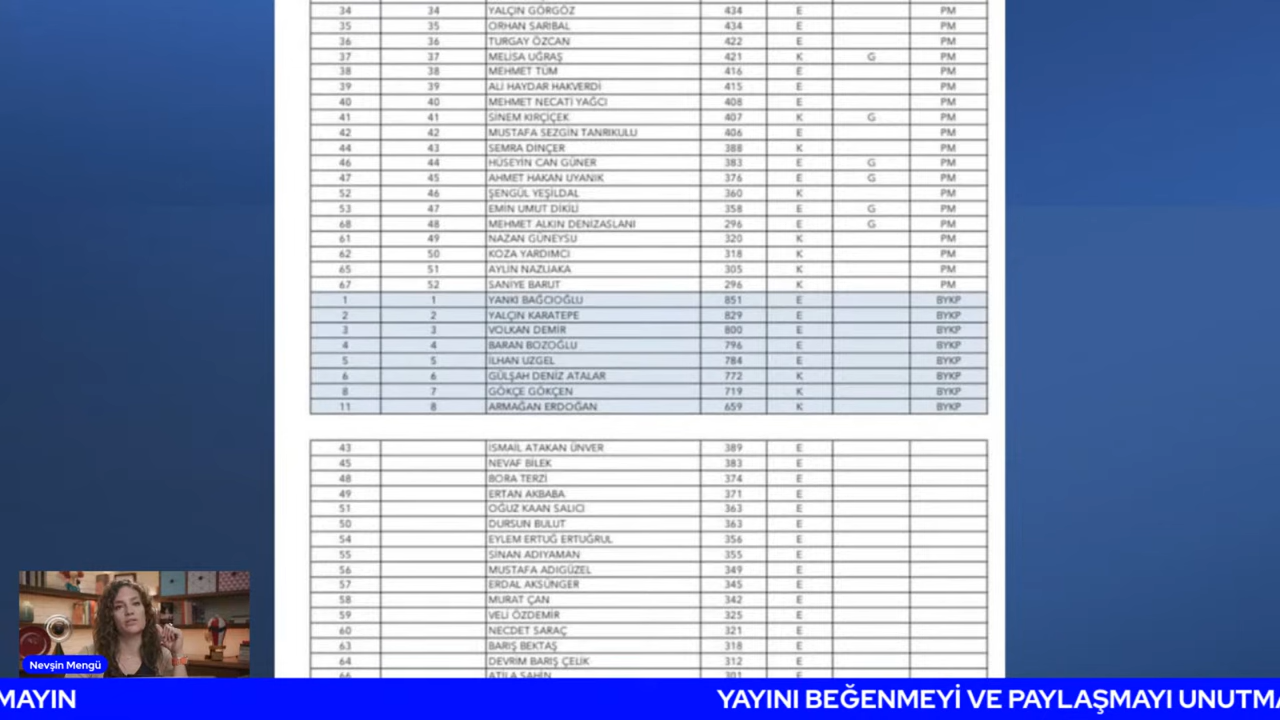 34 34 YALÇIN GÖRGÖZ 434 E PM
35 35 ORHAN SARIBAL 434 E PM
36 36 TURGAY ÖZCAN 422 E PM
37 37 MELİSA UĞRAŞ 421 K G PM
38 38 MEHMET TÜM 416 E PM
39 39 ALİ HAYDAR HAKVERDİ 415 E PM
40 40 MEHMET NECATİ YAĞCI 408 E PM
41 41 SİNEM KIRÇİÇEK 407 K G PM
42 42 MUSTAFA SEZGİN TANRIKULU 406 E PM
44 43 SEMRA DİNÇER 388 K PM
46 44 HÜSEYİN CAN GÜNER 383 E G PM
47 45 AHMET HAKAN UYANIK 376 E G PM
52 46 ŞENGÜL YEŞİLDAL 360 K PM
53 47 EMİN UMUT DİKİLİ 358 E G PM
68 48 MEHMET ALKIN DENİZASLANI 296 E G PM
61 49 NAZAN GÜNEYSU 320 K PM
62 50 KOZA YARDIMCI 318 K PM
65 51 AYLİN NAZLIAKA 305 K PM
67 52 SANİYE BARUT 296 K PM
1 1 YANKI BAĞCIOĞLU 851 E BYKP
2 2 YALÇIN KARATEPE 829 E BYKP
3 3 VOLKAN DEMİR 800 E BYKP
4 4 BARAN BOZOĞLU 796 E BYKP
5 5 İLHAN UZGEL 784 E BYKP
6 6 GÜLŞAH DENİZ ATALAR 772 K BYKP
8 7 GÖKÇE GÖKÇEN 719 K BYKP
11 8 ARMAĞAN ERDOĞAN 659 K BYKP
43 İSMAİL ATAKAN ÜNVER 389 E
45 NEVAF BİLEK 383 E
48 BORA TERZİ 374 E
49 ERTAN AKBABA 371 E
51 OĞUZ KAAN SALICI 363 E
50 DURSUN BULUT 363 E
54 EYLEM ERTUĞ ERTUĞRUL 356 E
55 SİNAN ADIYAMAN 355 E
56 MUSTAFA ADIGÜZEL 349 E
57 ERDAL AKSÜNGER 345 E
58 MURAT ÇAN 342 E
59 VELİ ÖZDEMİR 325 E
60 NECDET SARAÇ 321 E
63 BARIŞ BEKTAŞ 318 E
64 DEVRİM BARIŞ ÇELİK 312 E
66 ATİLA SAHİN 301 E
Nevşin Mengü
MAYIN YAYINI BEĞENMEYİ VE PAYLAŞMAYI UNUTMA